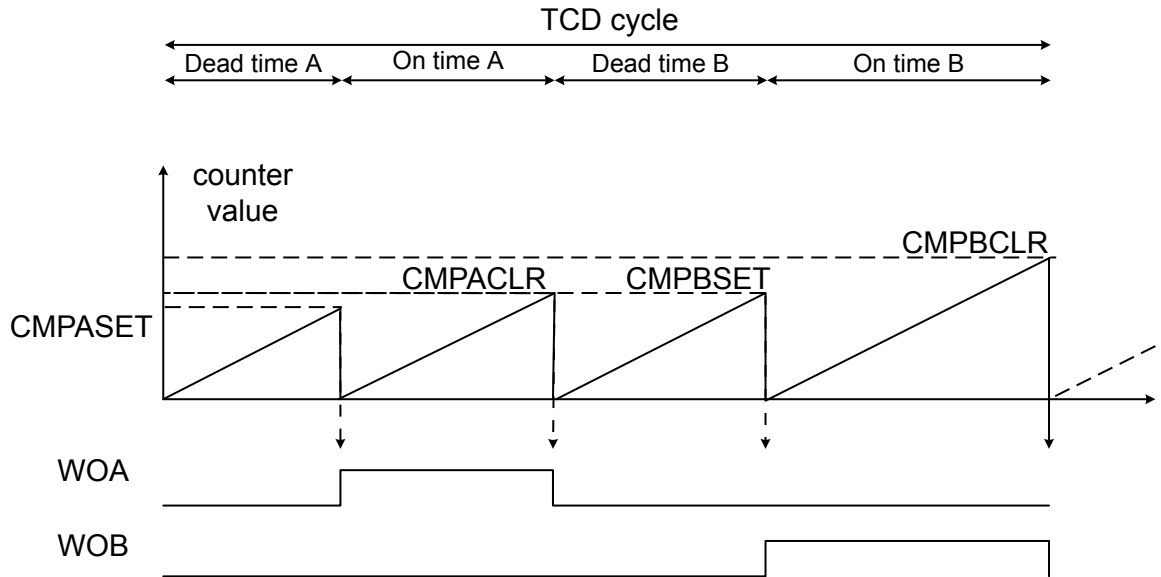 TCD cycle
Dead time A On time A Dead time B On time B
counter
value
CMPBCLR
CMPACLR CMPBSET
CMPASET
WOA
WOB